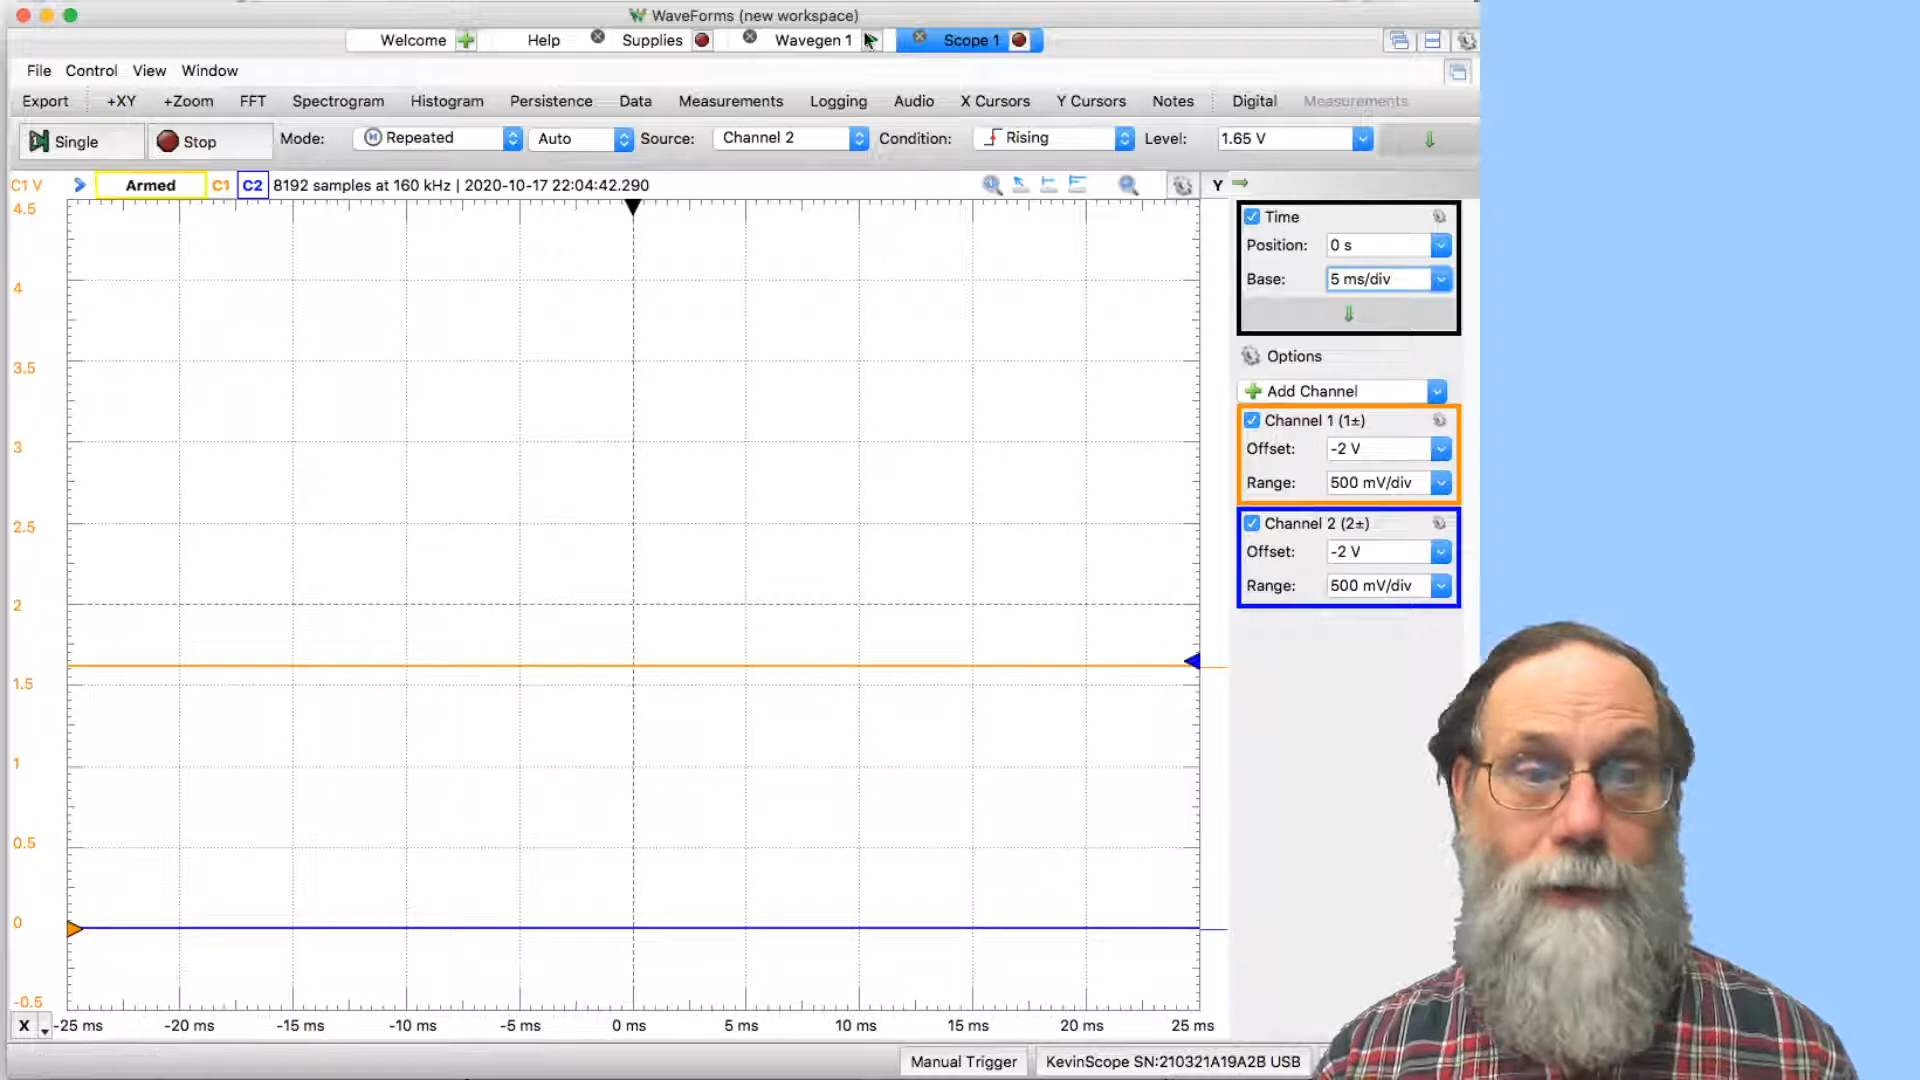 WaveForms (new workspace)
Welcome Help Supplies Wavegen 1 Scope 1
File Control View Window
Export +XY +Zoom FFT Spectrogram Histogram Persistence Data Measurements Logging Audio X Cursors Y Cursors Notes Digital Measurements
Single Stop Mode: Repeated Auto Source: Channel 2 Condition: Rising Level: 1.65 V
C1 V Armed C1 C2 8192 samples at 160 kHz | 2020-10-17 22:04:42.290 Y
4.5
4
3.5
3
2.5
2
1.5
1
0.5
0
-0.5
X -25 ms -20 ms -15 ms -10 ms -5 ms 0 ms 5 ms 10 ms 15 ms 20 ms 25 ms
Time
Position: 0 s
Base: 5 ms/div
Options
Add Channel
Channel 1 (1±)
Offset: -2 V
Range: 500 mV/div
Channel 2 (2±)
Offset: -2 V
Range: 500 mV/div
Manual Trigger KevinScope SN:210321A19A2B USB